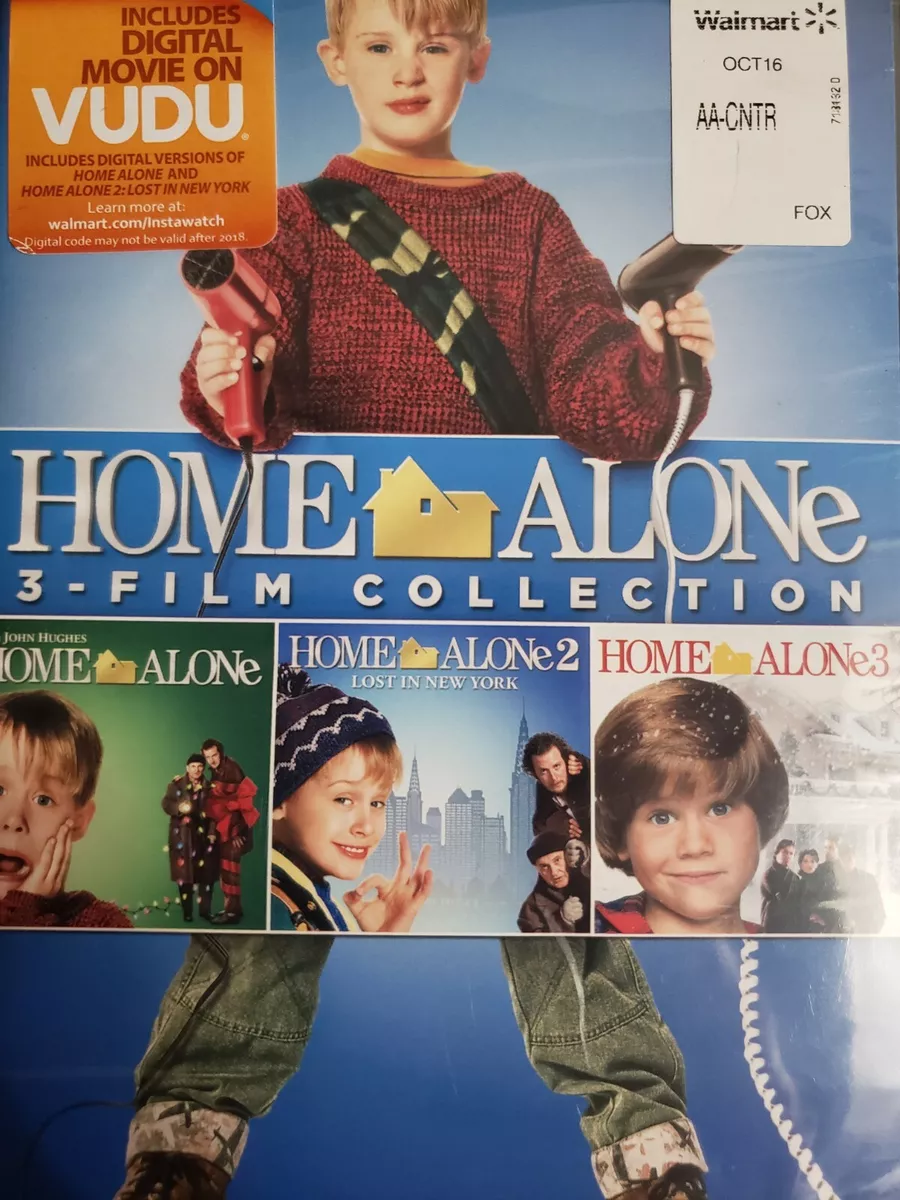 INCLUDES
DIGITAL
MOVIE ON
VUDU®
INCLUDES DIGITAL VERSIONS OF
HOME ALONE AND
HOME ALONE 2: LOST IN NEW YORK
Learn more at:
walmart.com/Instawatch
Digital code may not be valid after 2018.
Walmart
OCT16
AA-CNTR
FOX
HOME ALONe
3-FILM COLLECTION
JOHN HUGHES
HOME ALONe
HOME ALONe 2
LOST IN NEW YORK
HOME ALONe 3